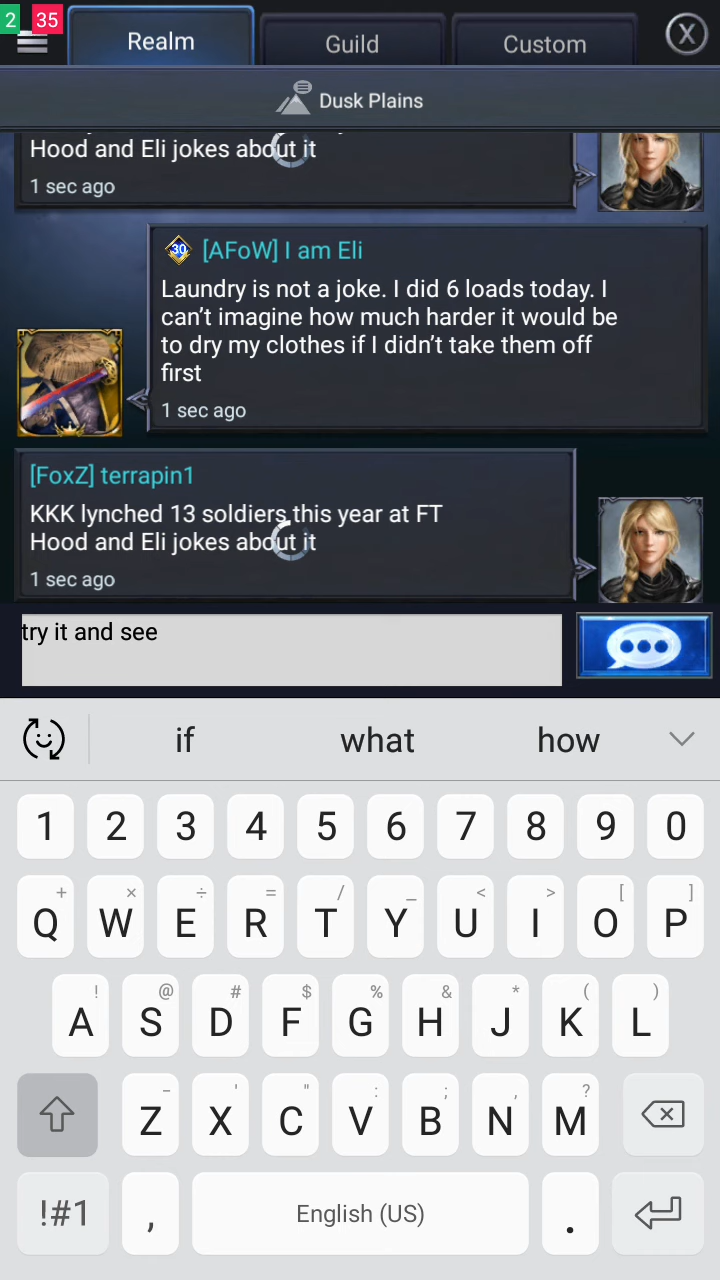 2 35
Realm Guild Custom X
Dusk Plains
Hood and Eli jokes about it
1 sec ago
30 [AFoW] I am Eli
Laundry is not a joke. I did 6 loads today. I
can't imagine how much harder it would be
to dry my clothes if I didn't take them off
first
1 sec ago
[FoxZ] terrapin1
KKK lynched 13 soldiers this year at FT
Hood and Eli jokes about it
1 sec ago
try it and see
if what how
1 2 3 4 5 6 7 8 9 0
+ × ÷ = / _ < > [ ]
Q W E R T Y U I O P
! @ # $ % & * ( )
A S D F G H J K L
- ' " : ; , ?
Z X C V B N M
!#1 , English (US) .